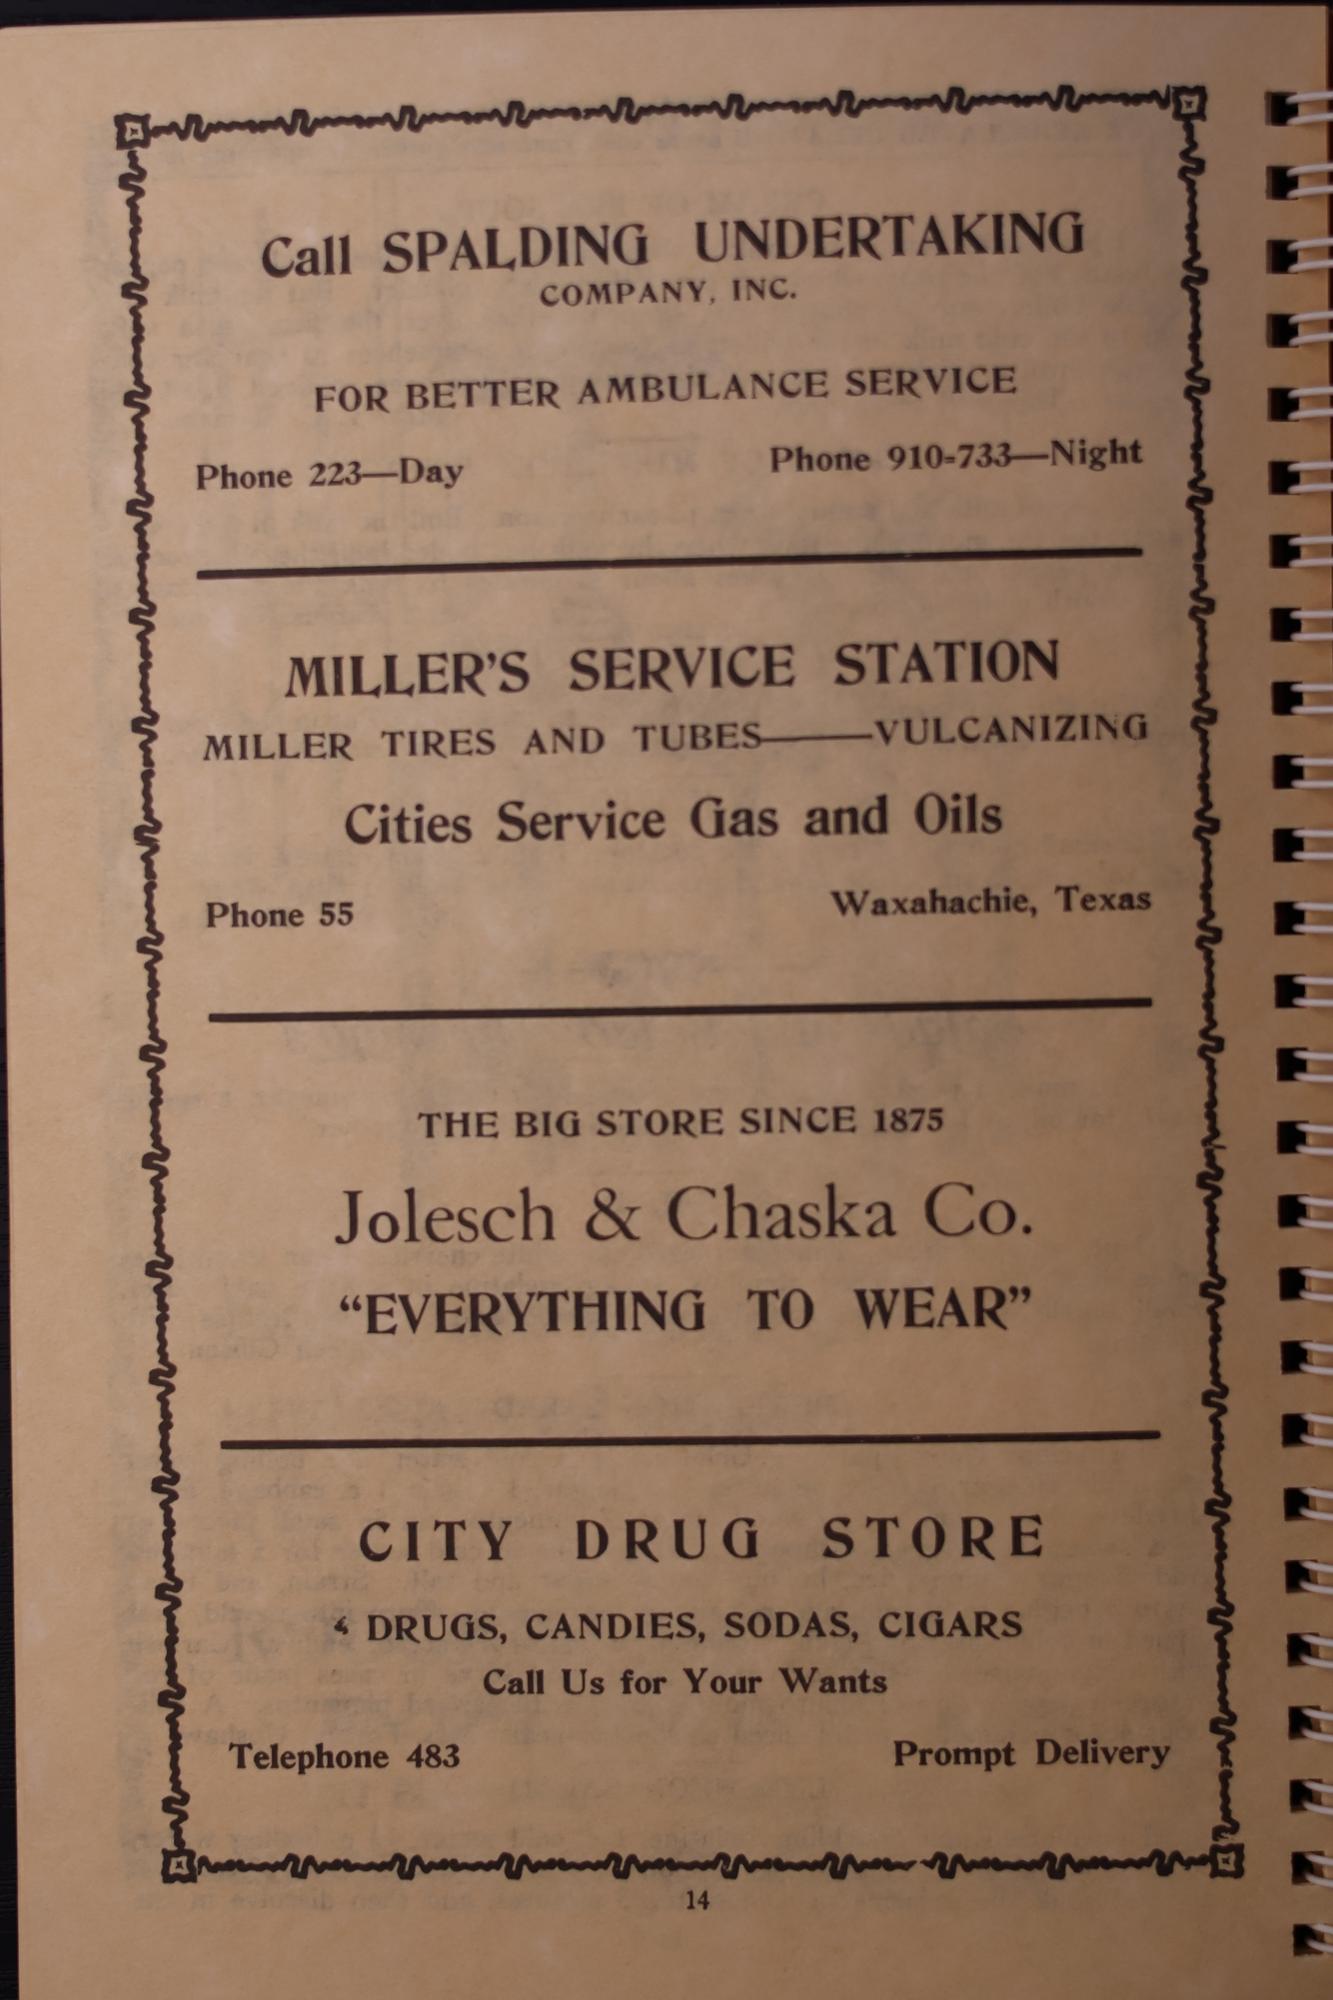 Call SPALDING UNDERTAKING
COMPANY, INC.
FOR BETTER AMBULANCE SERVICE
Phone 223—Day Phone 910-733—Night
MILLER'S SERVICE STATION
MILLER TIRES AND TUBES——VULCANIZING
Cities Service Gas and Oils
Phone 55 Waxahachie, Texas
THE BIG STORE SINCE 1875
Jolesch & Chaska Co.
“EVERYTHING TO WEAR”
CITY DRUG STORE
‘ DRUGS, CANDIES, SODAS, CIGARS
Call Us for Your Wants
Telephone 483 Prompt Delivery
14